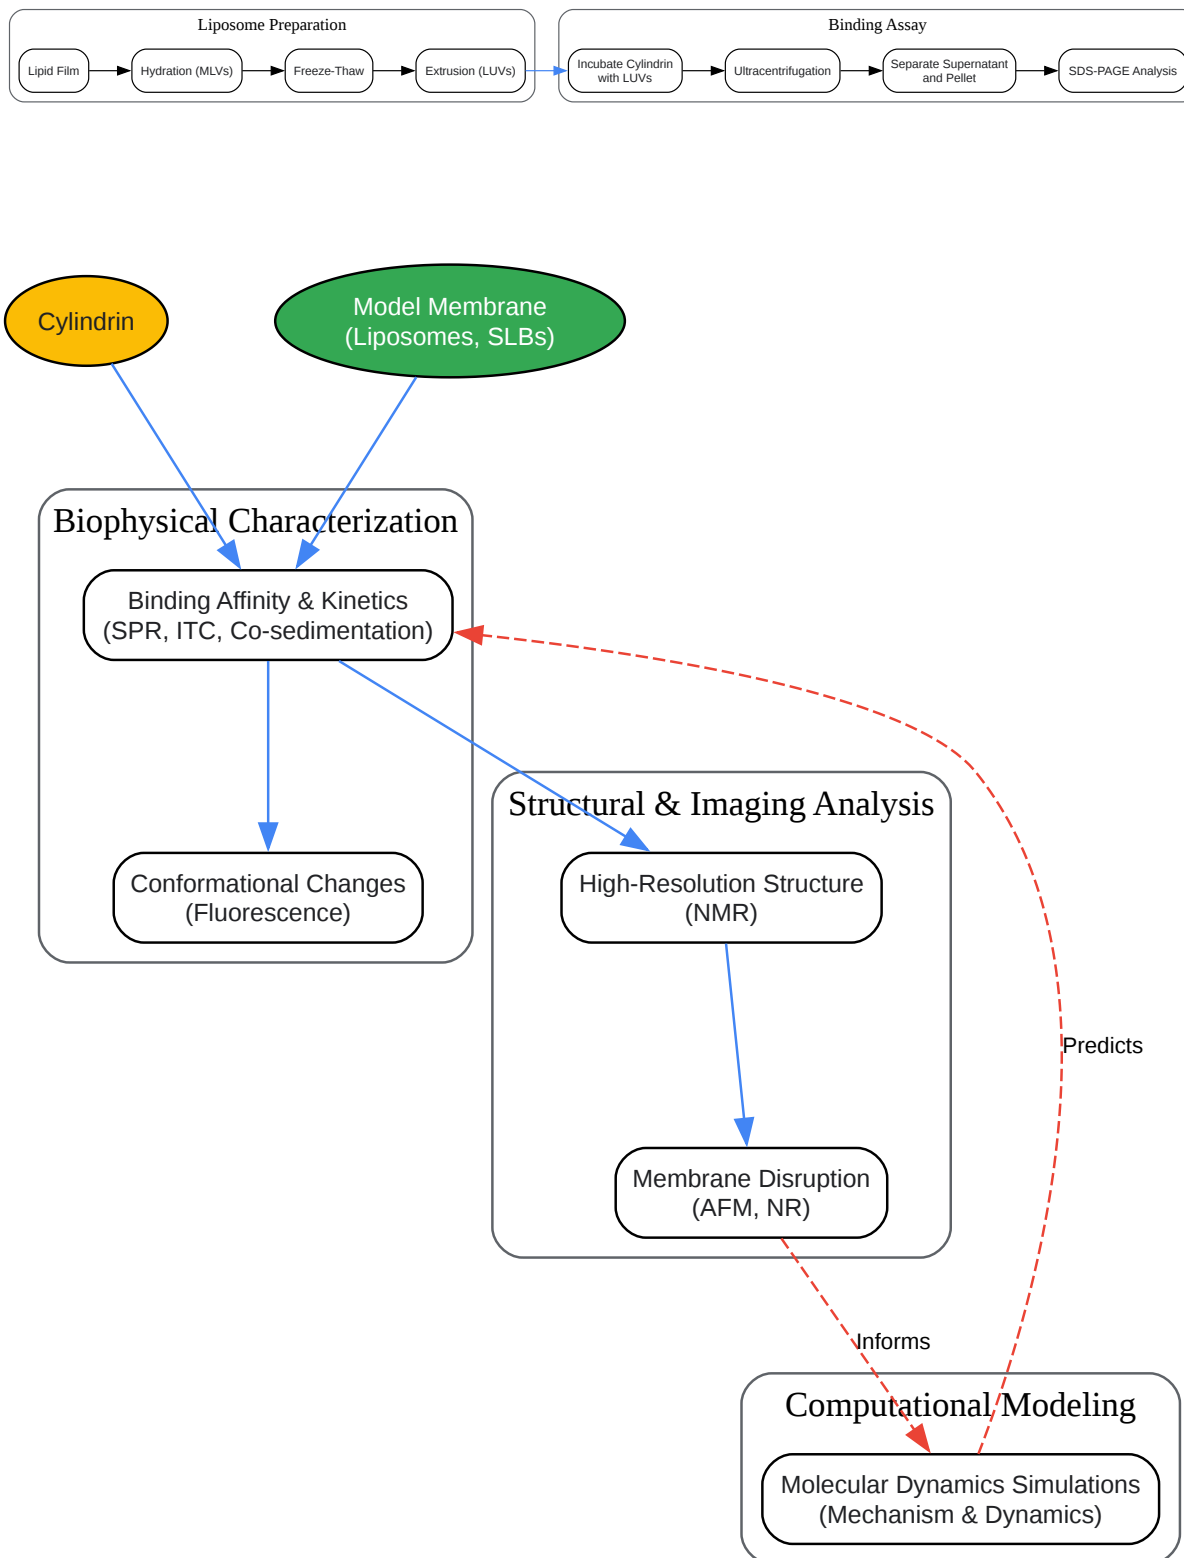 Liposome Preparation
Lipid Film
Hydration (MLVs)
Freeze-Thaw
Extrusion (LUVs)
Binding Assay
Incubate Cylindrin
with LUVs
Ultracentrifugation
Separate Supernatant
and Pellet
SDS-PAGE Analysis
Cylindrin
Model Membrane
(Liposomes, SLBs)
Biophysical Characterization
Binding Affinity & Kinetics
(SPR, ITC, Co-sedimentation)
Conformational Changes
(Fluorescence)
Structural & Imaging Analysis
High-Resolution Structure
(NMR)
Membrane Disruption
(AFM, NR)
Predicts
Informs
Computational Modeling
Molecular Dynamics Simulations
(Mechanism & Dynamics)